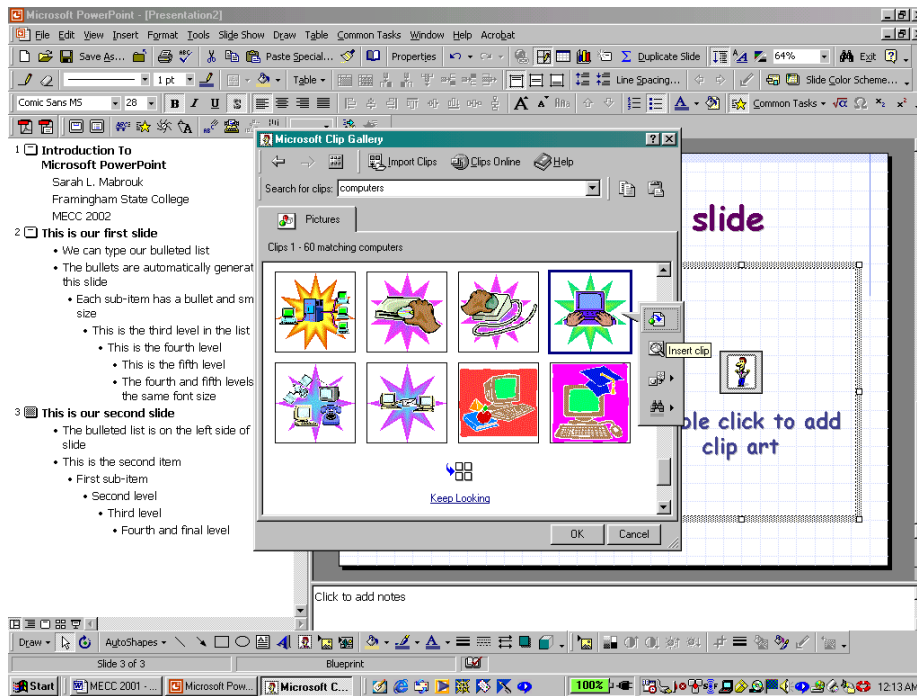 Microsoft PowerPoint - [Presentation2]
File Edit View Insert Format Tools Slide Show Draw Table Common Tasks Window Help Acrobat
Save As... Paste Special... Properties Duplicate Slide 64% Exit
1 pt Table Line Spacing... Slide Color Scheme...
Comic Sans MS 28 B I U S Common Tasks
1 Introduction To
Microsoft PowerPoint
Sarah L. Mabrouk
Framingham State College
MECC 2002
2 This is our first slide
• We can type our bulleted list
• The bullets are automatically generat
this slide
• Each sub-item has a bullet and sm
size
• This is the third level in the list
• This is the fourth level
• This is the fifth level
• The fourth and fifth levels
the same font size
3 This is our second slide
• The bulleted list is on the left side of
slide
• This is the second item
• First sub-item
• Second level
• Third level
• Fourth and final level
Microsoft Clip Gallery
Import Clips Clips Online Help
Search for clips: computers
Pictures
Clips 1 - 60 matching computers
Insert clip
Keep Looking
OK Cancel
slide
ble click to add
clip art
Click to add notes
Draw AutoShapes
Slide 3 of 3 Blueprint
Start MECC 2001 - ... Microsoft Pow... Microsoft C... 100% 12:13 AM